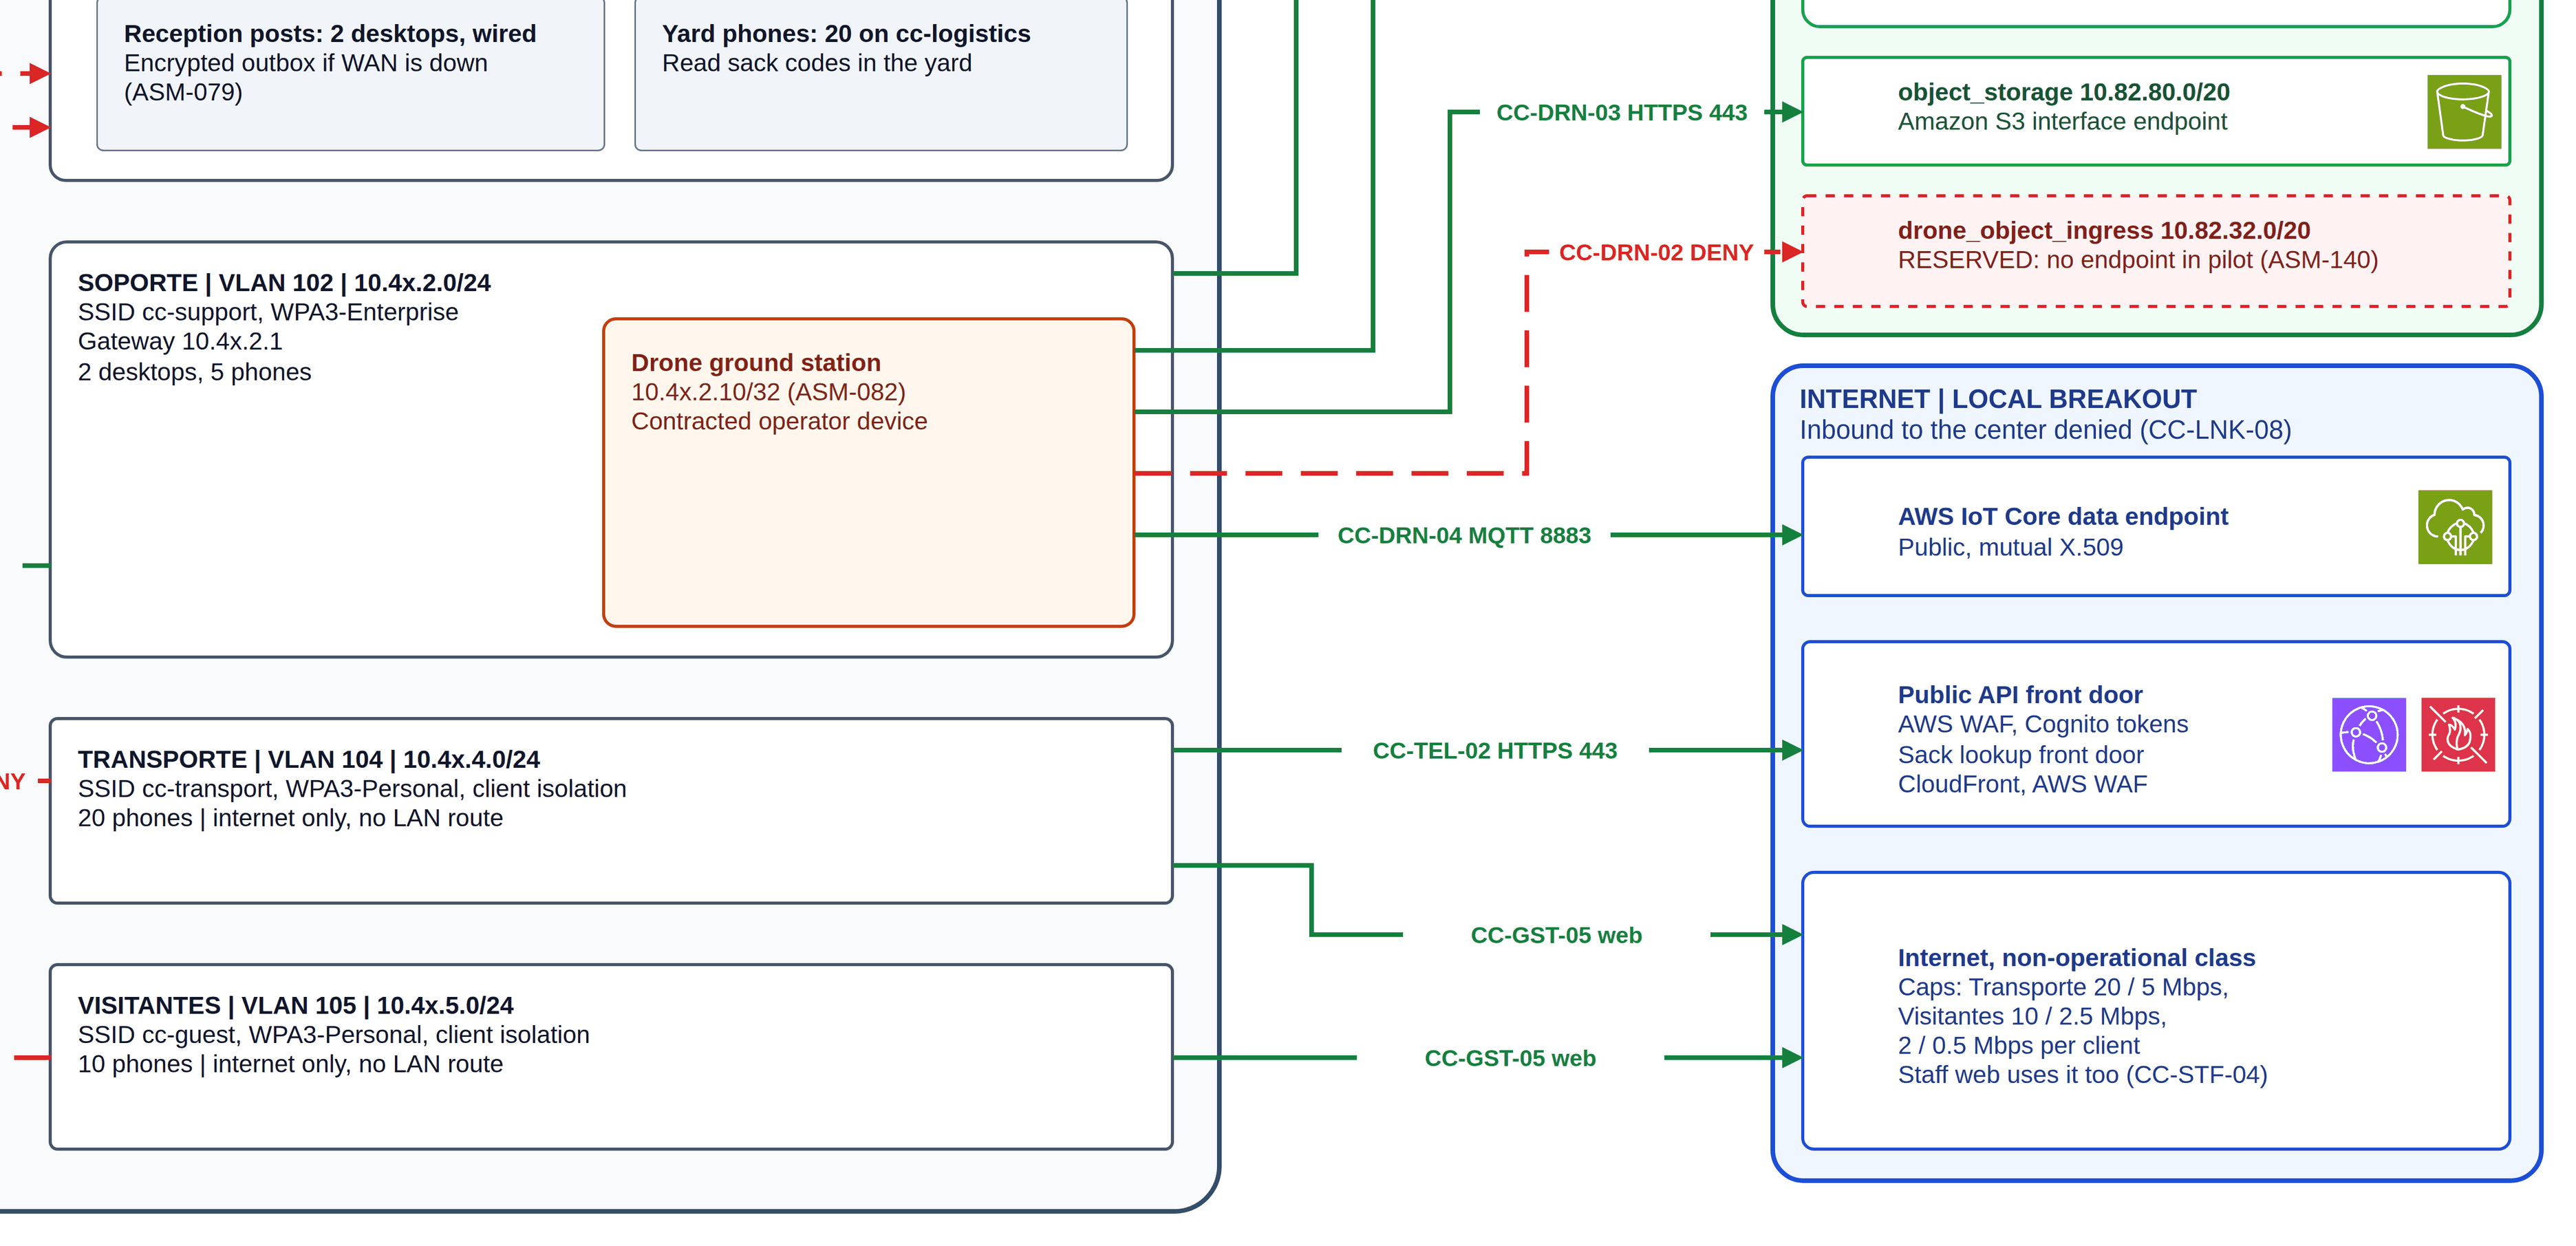 Reception posts: 2 desktops, wired
Encrypted outbox if WAN is down
(ASM-079)
Yard phones: 20 on cc-logistics
Read sack codes in the yard
CC-DRN-03 HTTPS 443
object_storage 10.82.80.0/20
Amazon S3 interface endpoint
CC-DRN-02 DENY
drone_object_ingress 10.82.32.0/20
RESERVED: no endpoint in pilot (ASM-140)
SOPORTE | VLAN 102 | 10.4x.2.0/24
SSID cc-support, WPA3-Enterprise
Gateway 10.4x.2.1
2 desktops, 5 phones
Drone ground station
10.4x.2.10/32 (ASM-082)
Contracted operator device
INTERNET | LOCAL BREAKOUT
Inbound to the center denied (CC-LNK-08)
CC-DRN-04 MQTT 8883
AWS IoT Core data endpoint
Public, mutual X.509
NY
TRANSPORTE | VLAN 104 | 10.4x.4.0/24
SSID cc-transport, WPA3-Personal, client isolation
20 phones | internet only, no LAN route
CC-TEL-02 HTTPS 443
Public API front door
AWS WAF, Cognito tokens
Sack lookup front door
CloudFront, AWS WAF
CC-GST-05 web
VISITANTES | VLAN 105 | 10.4x.5.0/24
SSID cc-guest, WPA3-Personal, client isolation
10 phones | internet only, no LAN route
CC-GST-05 web
Internet, non-operational class
Caps: Transporte 20 / 5 Mbps,
Visitantes 10 / 2.5 Mbps,
2 / 0.5 Mbps per client
Staff web uses it too (CC-STF-04)